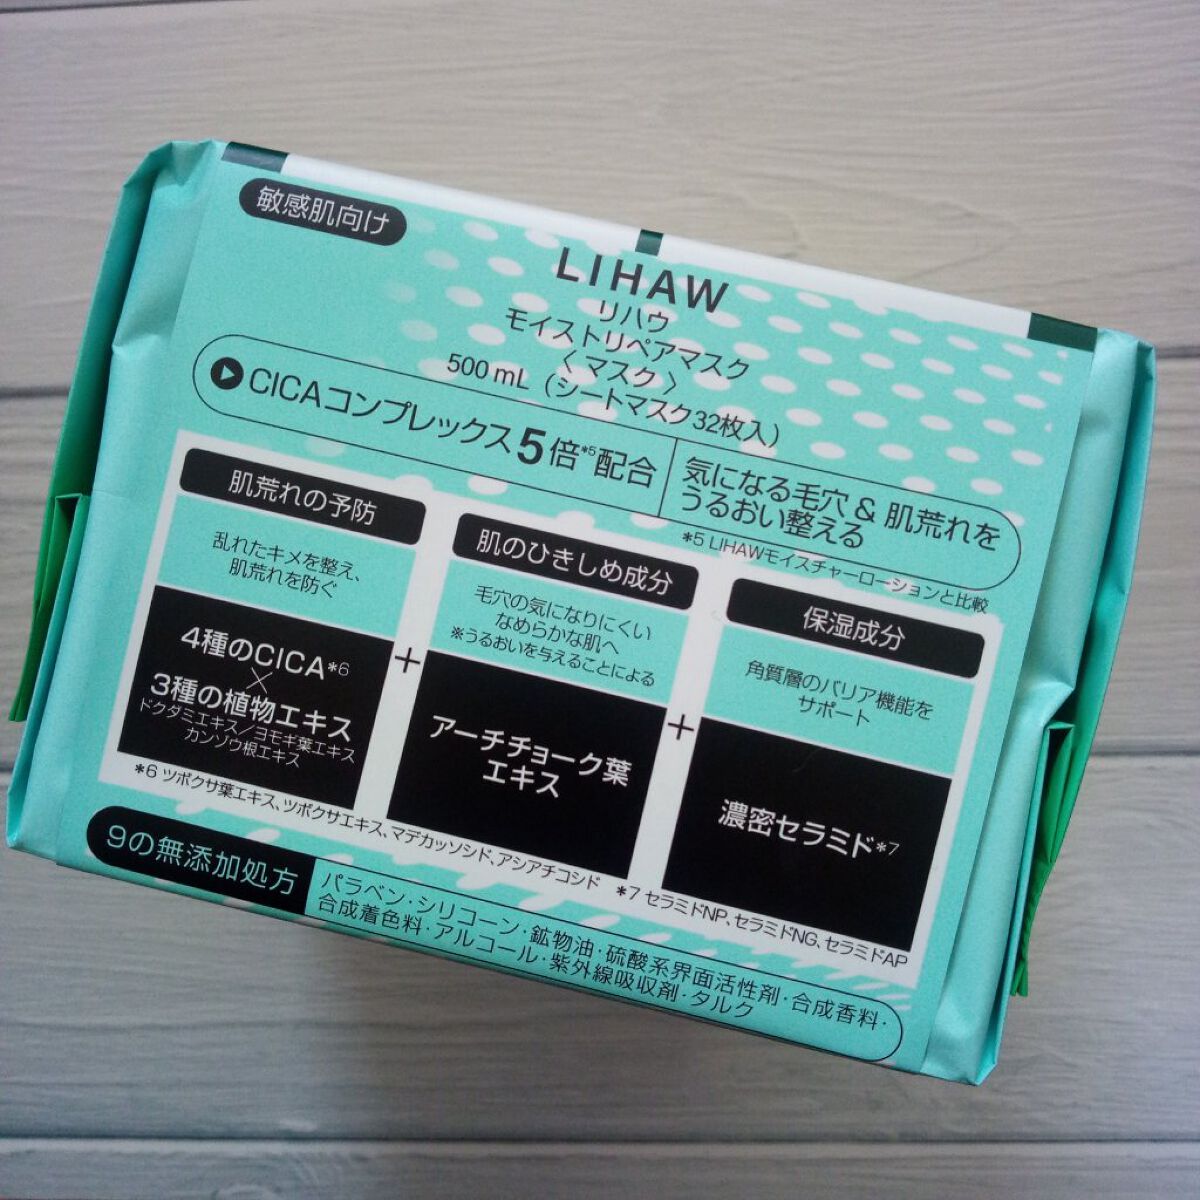 敏感肌向け
LIHAW
リハウ
モイストリペアマスク
〈マスク〉
500mL（シートマスク32枚入）
CICAコンプレックス5倍*5配合
気になる毛穴&肌荒れを
うるおい整える
*5 LIHAWモイスチャーローションと比較
肌荒れの予防
乱れたキメを整え、
肌荒れを防ぐ
4種のCICA*6
×
3種の植物エキス
ドクダミエキス/ヨモギ葉エキス
カンゾウ根エキス
+
肌のひきしめ成分
毛穴の気になりにくい
なめらかな肌へ
※うるおいを与えることによる
アーチチョーク葉
エキス
+
保湿成分
角質層のバリア機能を
サポート
濃密セラミド*7
*6 ツボクサ葉エキス、ツボクサエキス、マデカッソシド、アシアチコシド *7 セラミドNP、セラミドNG、セラミドAP
9の無添加処方
パラベン・シリコーン・鉱物油・硫酸系界面活性剤・合成香料・
合成着色料・アルコール・紫外線吸収剤・タルク